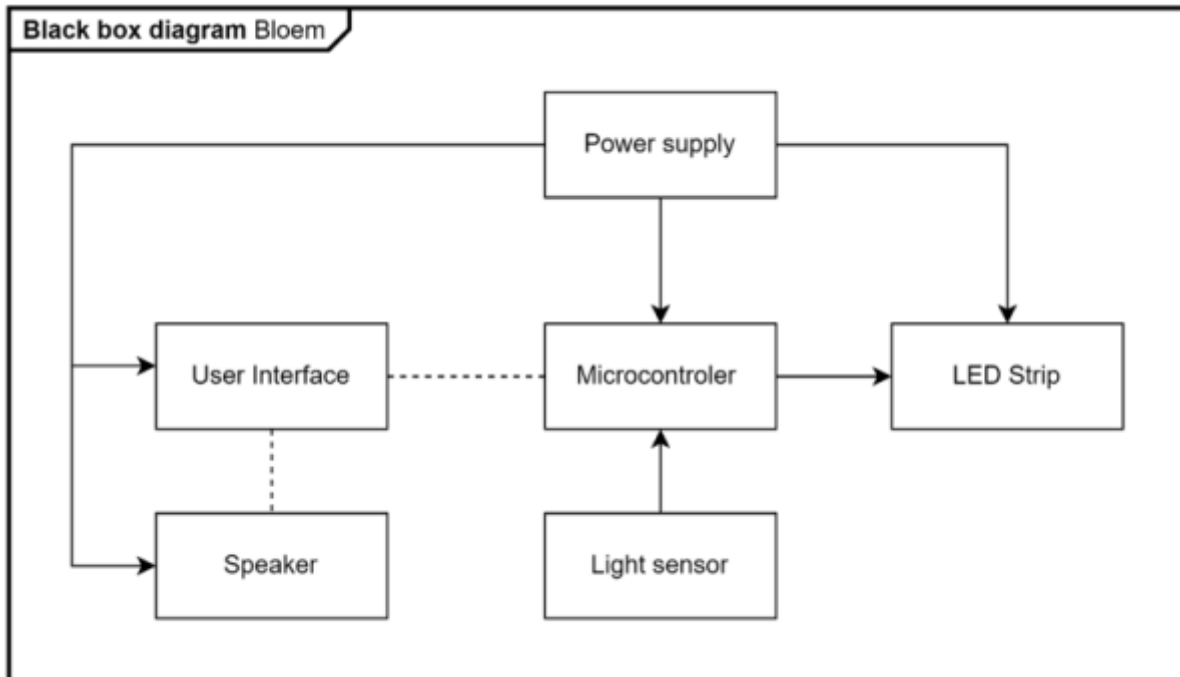 Black box diagram Bloem
Power supply
User Interface
Microcontroler
LED Strip
Speaker
Light sensor